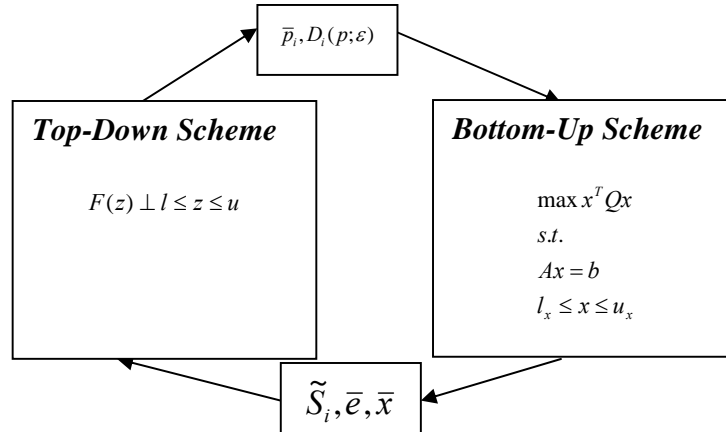 p̅ᵢ, Dᵢ(p; ε)
Top-Down Scheme
F(z) ⊥ l ≤ z ≤ u
Bottom-Up Scheme
max xᵀQx
s.t.
Ax = b
lₓ ≤ x ≤ uₓ
S̃ᵢ, e̅, x̅